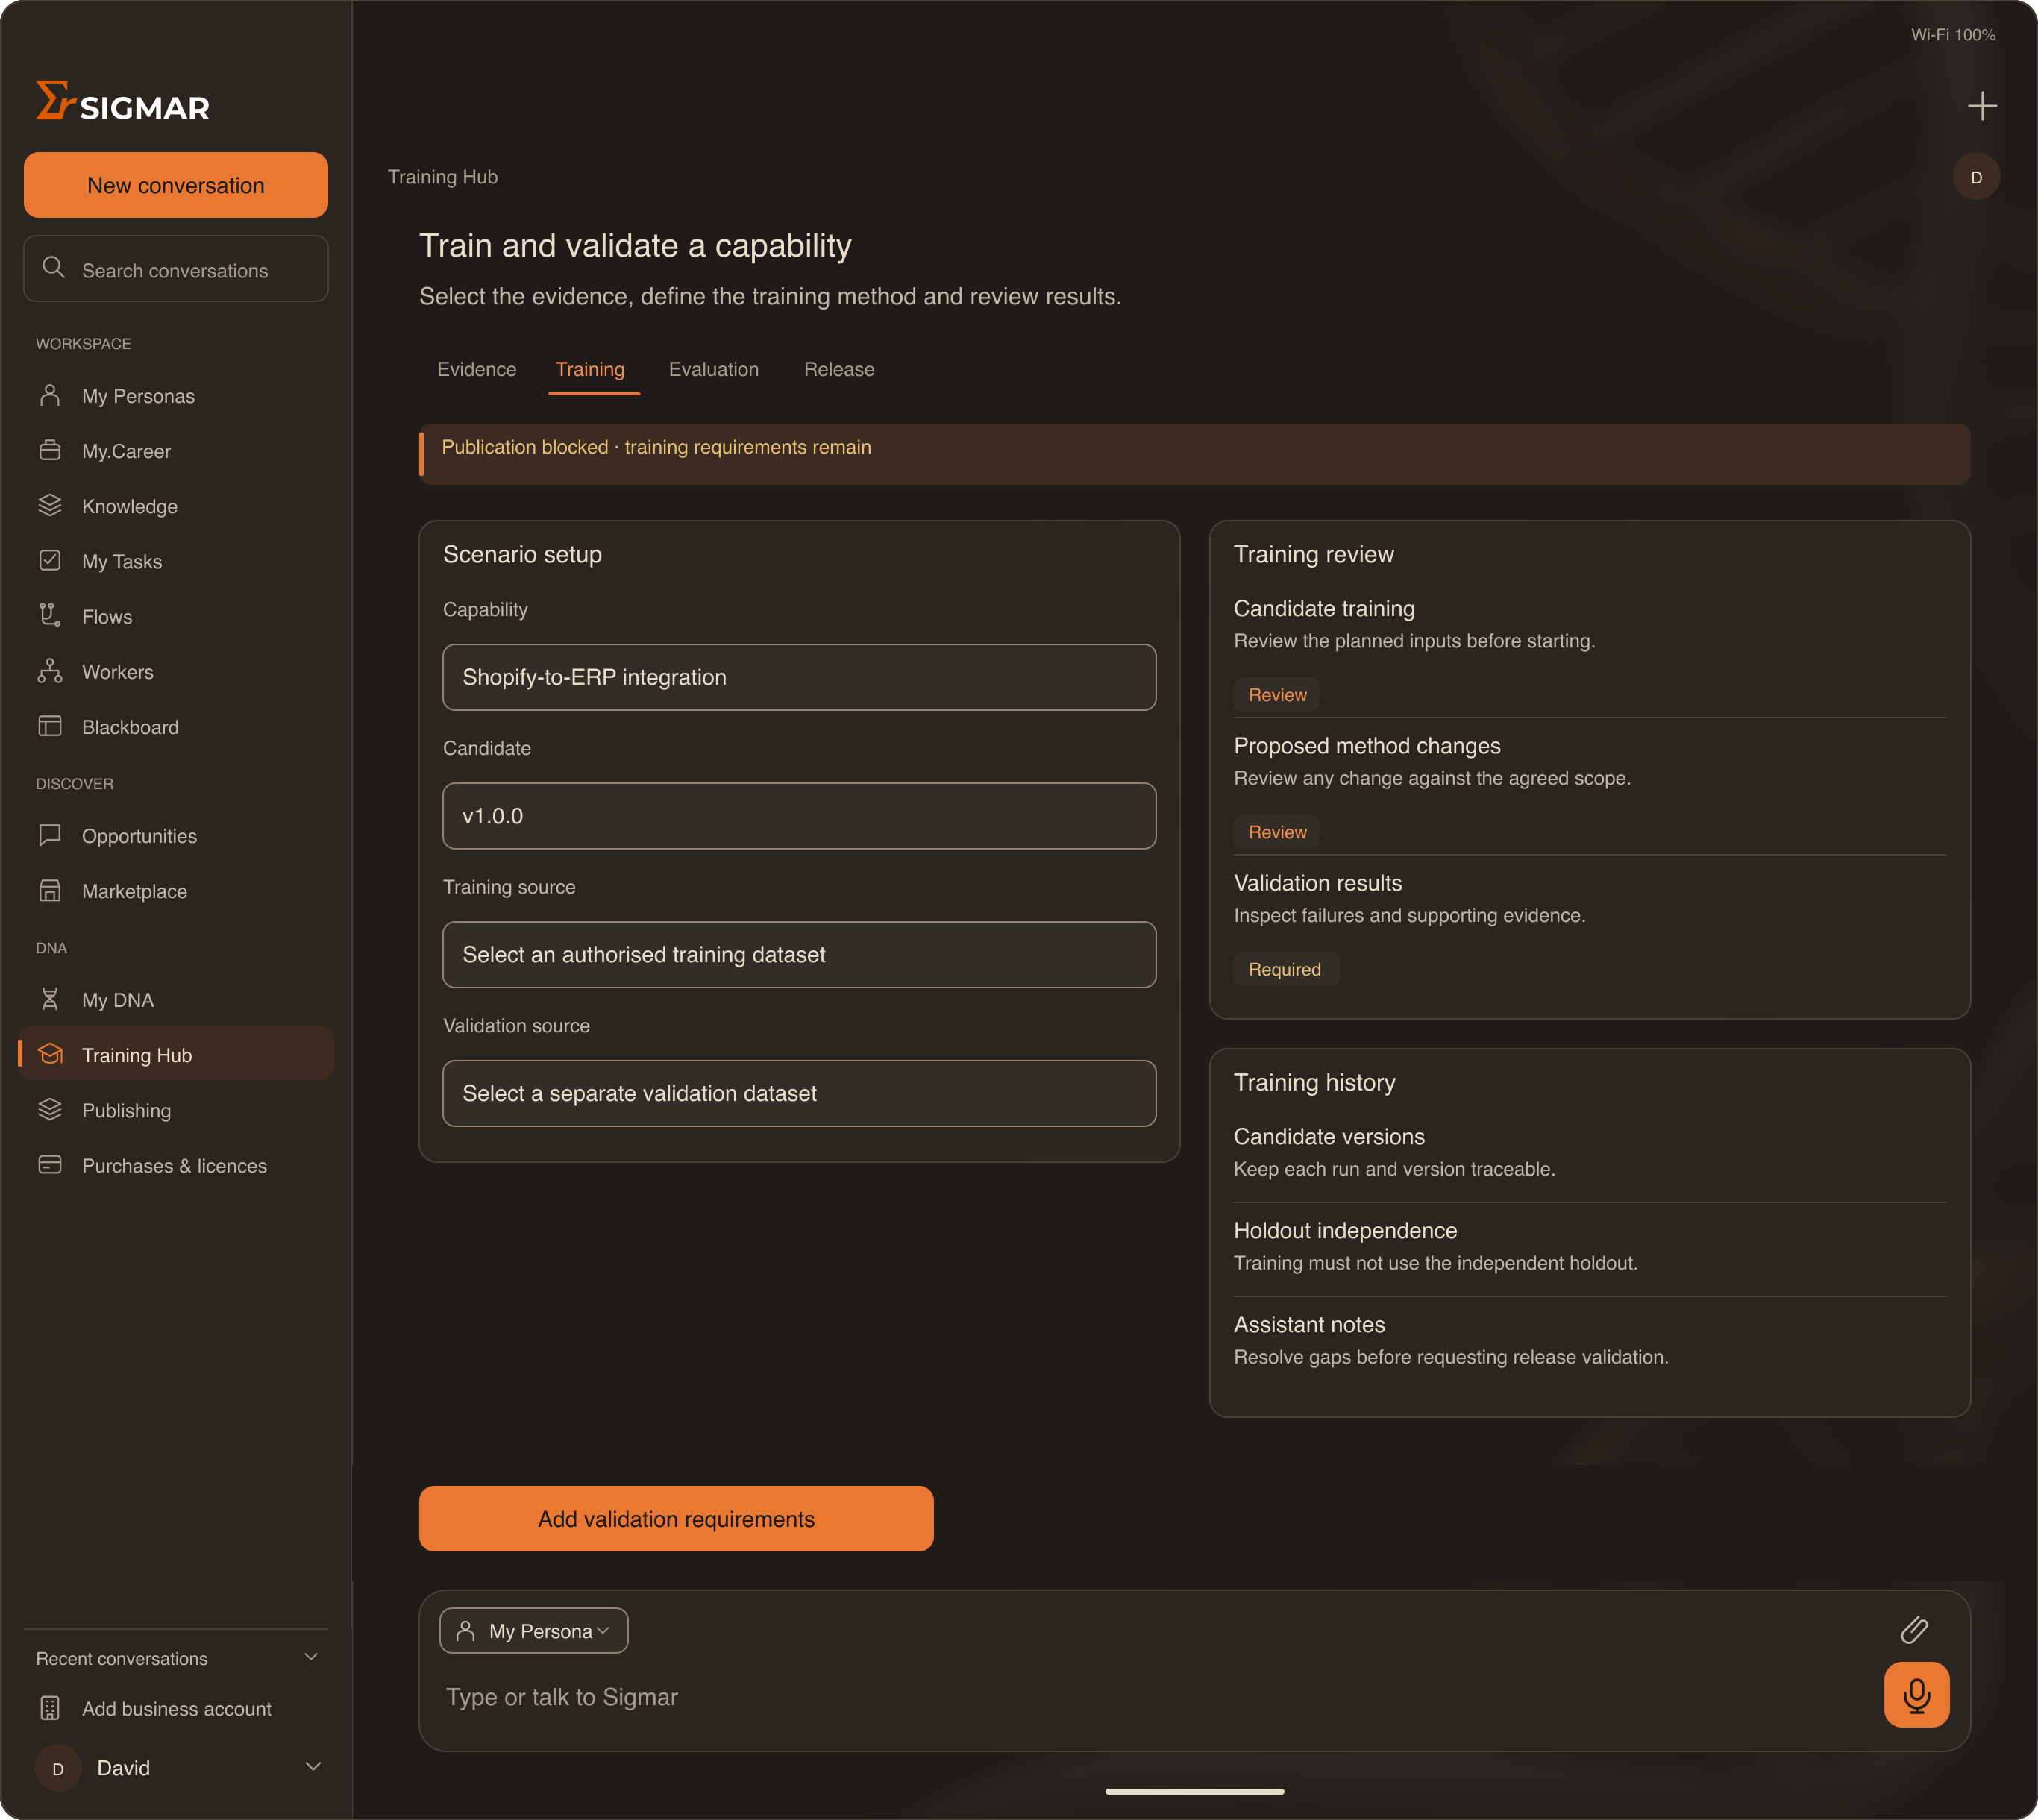 Wi-Fi 100%
Σr SIGMAR
New conversation
Search conversations
WORKSPACE
My Personas
My.Career
Knowledge
My Tasks
Flows
Workers
Blackboard
DISCOVER
Opportunities
Marketplace
DNA
My DNA
Training Hub
Publishing
Purchases & licences
Recent conversations
Add business account
D
David
Training Hub
D
Train and validate a capability
Select the evidence, define the training method and review results.
Evidence
Training
Evaluation
Release
Publication blocked · training requirements remain
Scenario setup
Capability
Shopify-to-ERP integration
Candidate
v1.0.0
Training source
Select an authorised training dataset
Validation source
Select a separate validation dataset
Training review
Candidate training
Review the planned inputs before starting.
Review
Proposed method changes
Review any change against the agreed scope.
Review
Validation results
Inspect failures and supporting evidence.
Required
Training history
Candidate versions
Keep each run and version traceable.
Holdout independence
Training must not use the independent holdout.
Assistant notes
Resolve gaps before requesting release validation.
Add validation requirements
My Persona
Type or talk to Sigmar